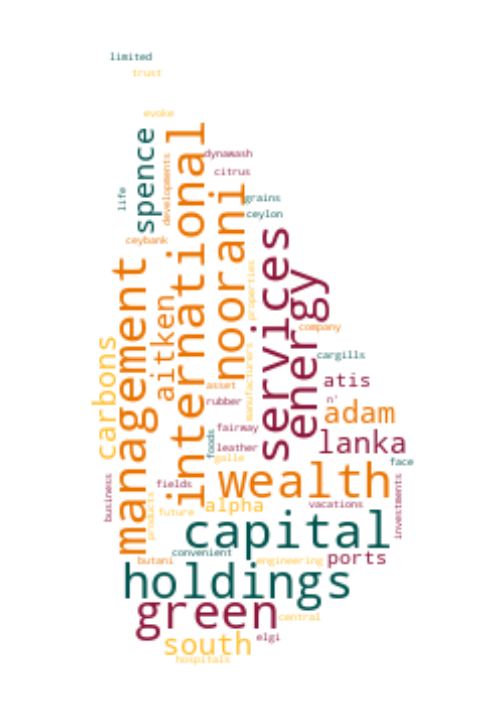 limited
trust
evoke
spence
international
developments
dynawash
citrus
noorani
life
grains
ceylon
ceybank
services
management
energy
properties
aitken
company
carbons
manufacturers
cargills
atis
asset
rubber
n'
adam
fairway
lanka
foods
leather
galle
face
wealth
business
fields
investments
products
future
alpha
vacations
capital
convenient
butani
engineering
ports
holdings
green
central
south
elgi
hospitals